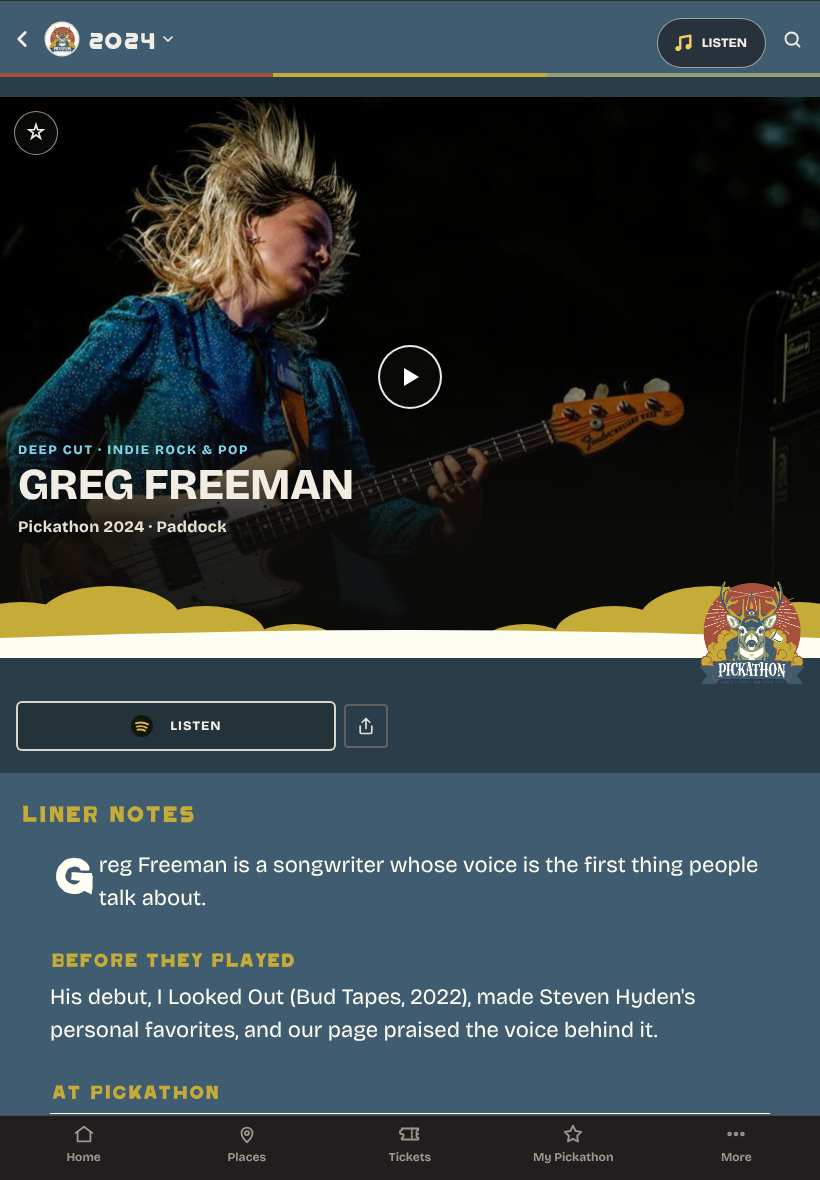 2024
LISTEN
DEEP CUT · INDIE ROCK & POP
GREG FREEMAN
Pickathon 2024 · Paddock
PICKATHON
LISTEN
LINER NOTES
Greg Freeman is a songwriter whose voice is the first thing people
talk about.
BEFORE THEY PLAYED
His debut, I Looked Out (Bud Tapes, 2022), made Steven Hyden's
personal favorites, and our page praised the voice behind it.
AT PICKATHON
Home
Places
Tickets
My Pickathon
More